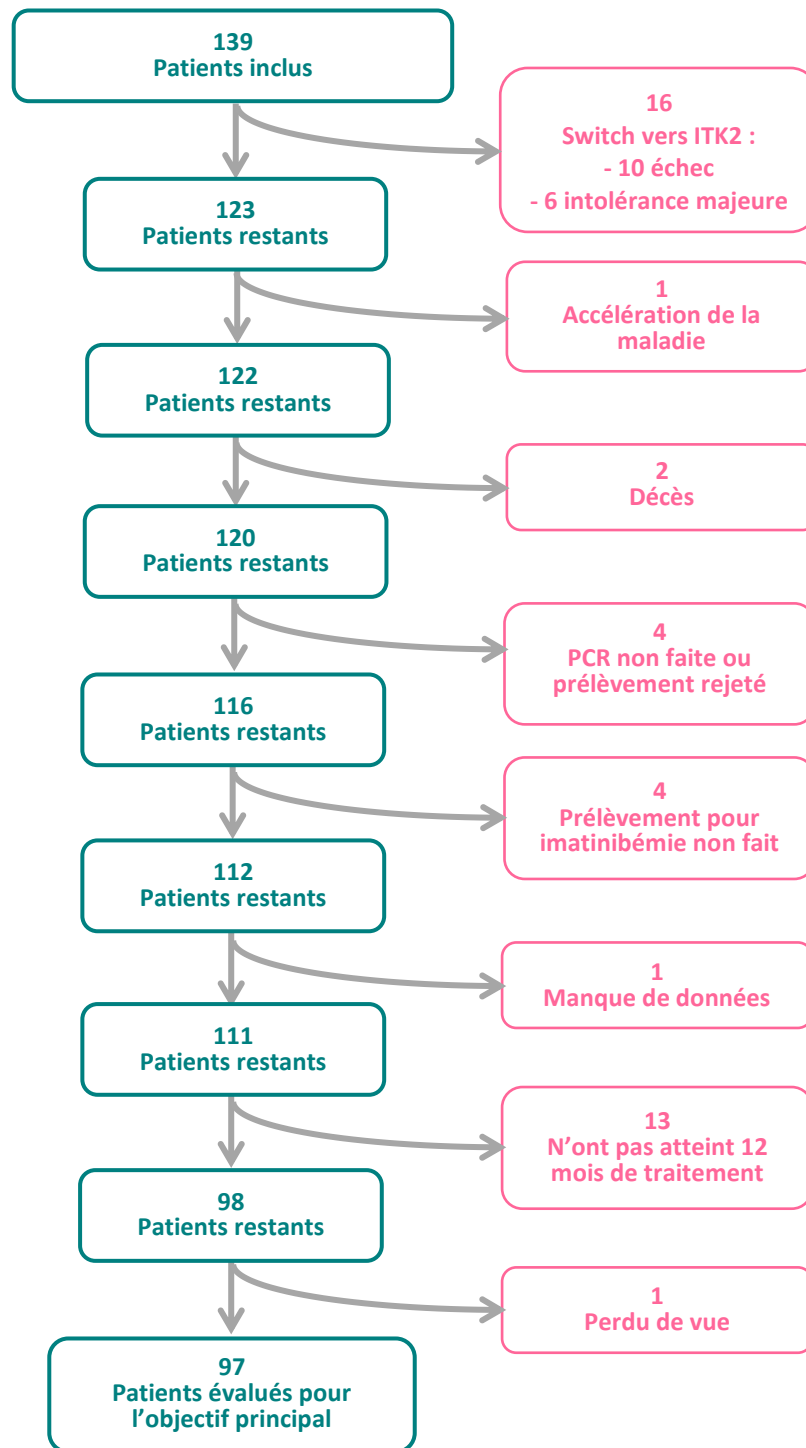 139
Patients inclus
16
Switch vers ITK2 :
- 10 échec
- 6 intolérance majeure
123
Patients restants
1
Accélération de la
maladie
122
Patients restants
2
Décès
120
Patients restants
4
PCR non faite ou
prélèvement rejeté
116
Patients restants
4
Prélèvement pour
imatinibémie non fait
112
Patients restants
1
Manque de données
111
Patients restants
13
N’ont pas atteint 12
mois de traitement
98
Patients restants
1
Perdu de vue
97
Patients évalués pour
l’objectif principal